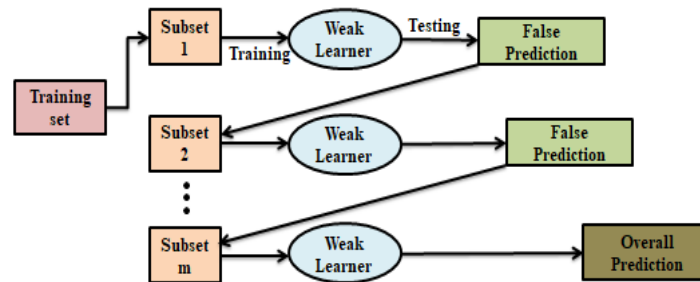 Subset
1
Training
Weak
Learner
Testing
False
Prediction
Training
set
Subset
2
Weak
Learner
False
Prediction
Subset
m
Weak
Learner
Overall
Prediction